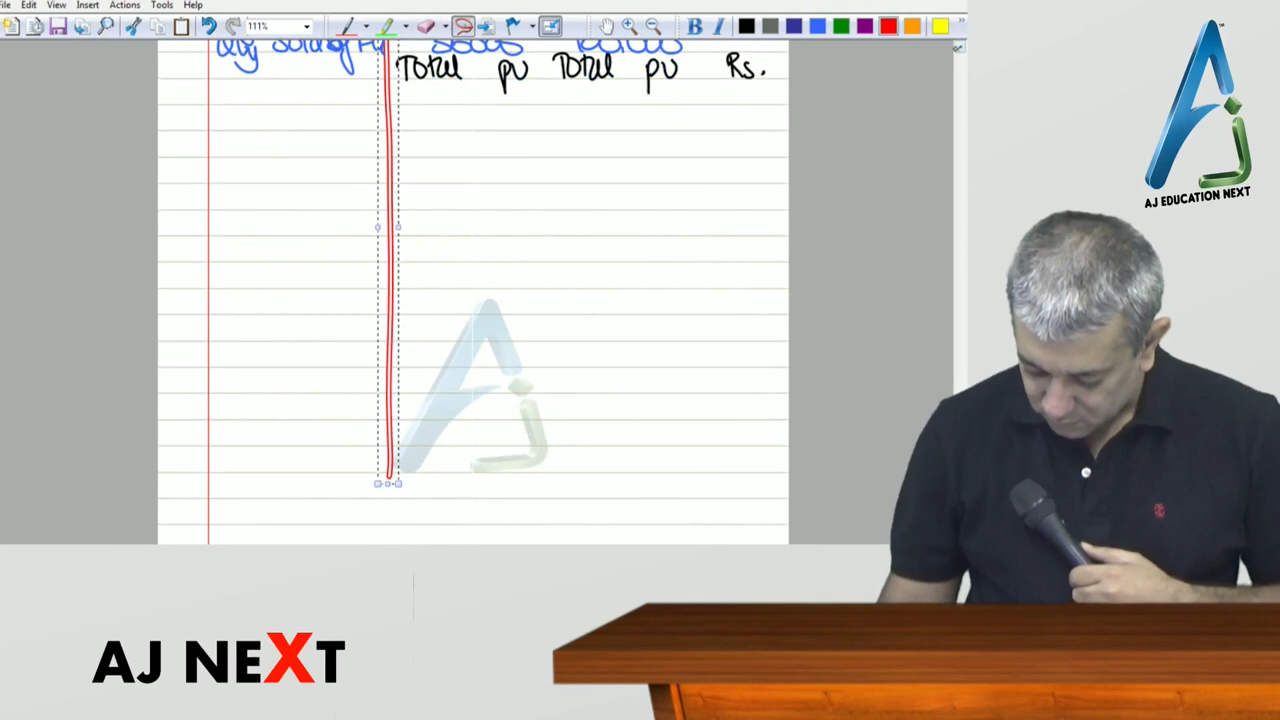 File Edit View Insert Actions Tools Help
111%
B I
Total pu Total pu Rs.
AJ EDUCATION NEXT
AJ NEXT